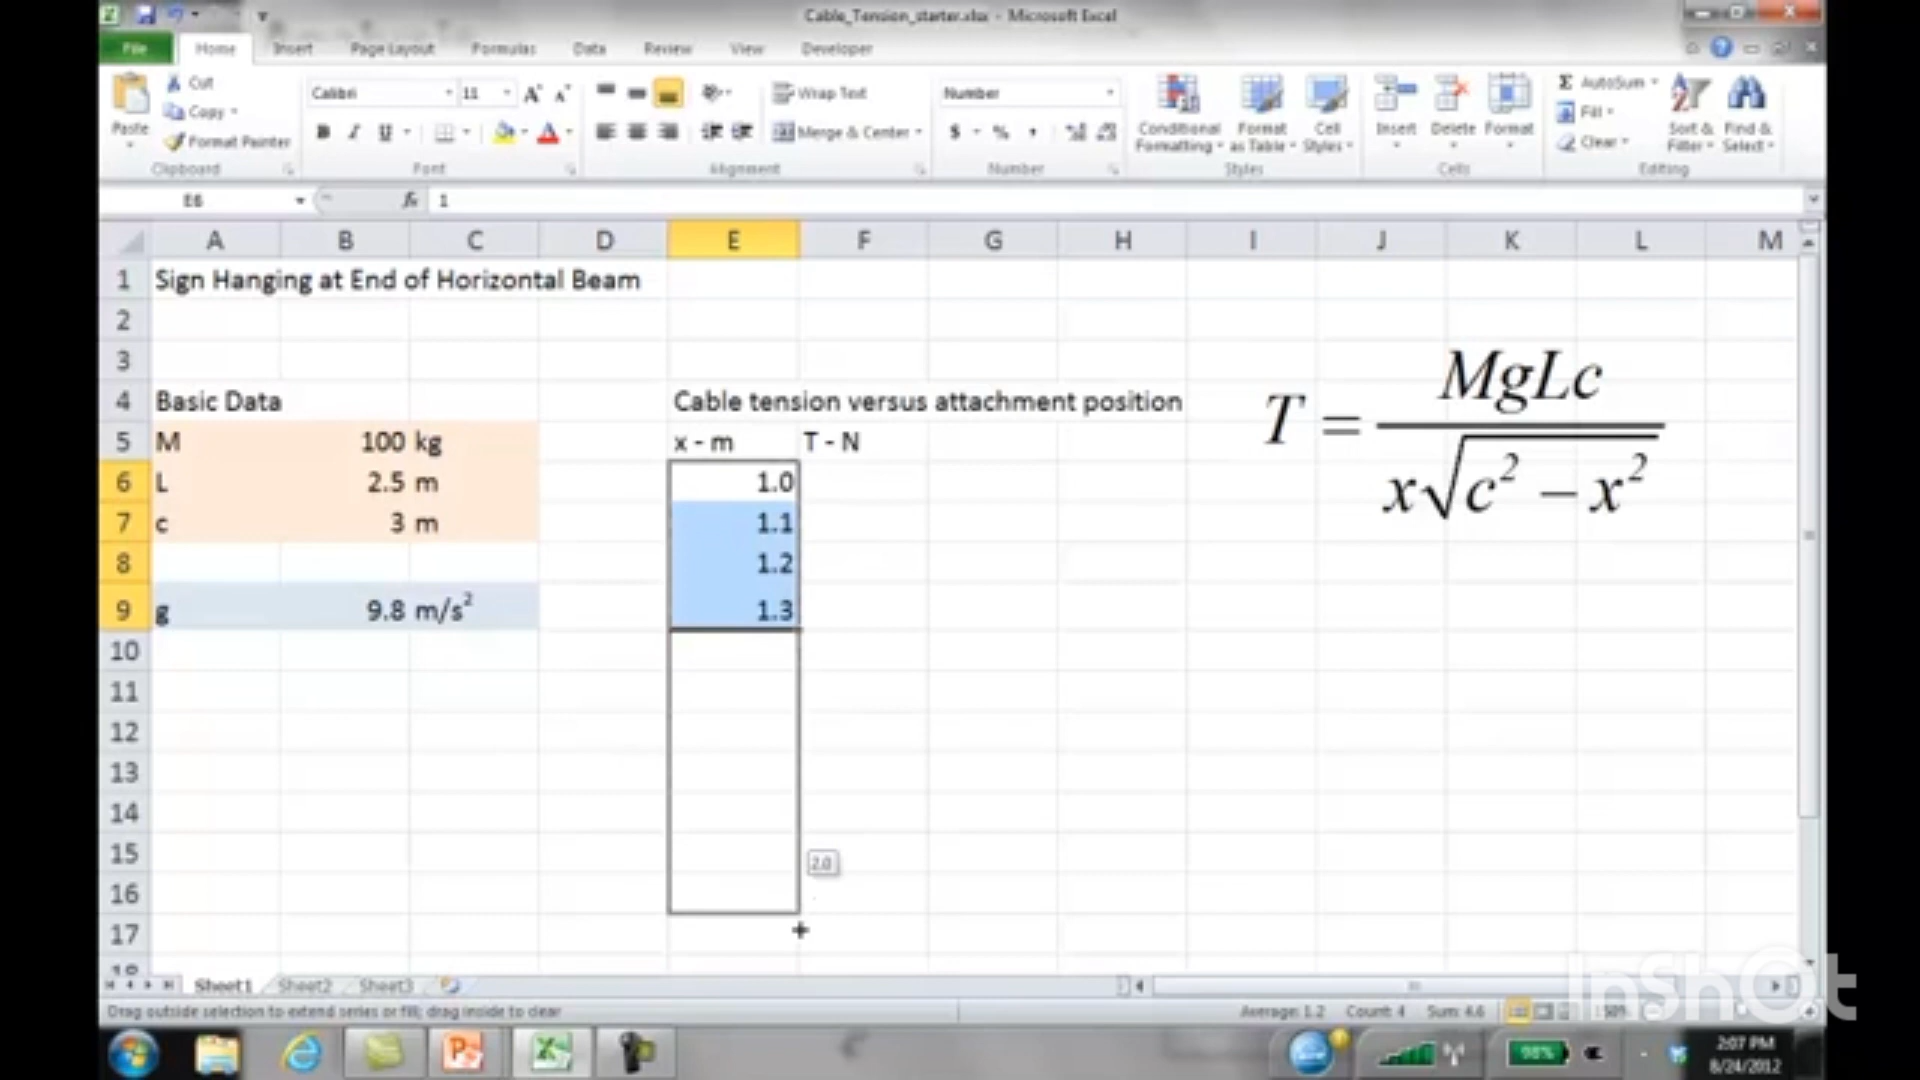 Cable_Tension_starter.xlsx - Microsoft Excel
File Home Insert Page Layout Formulas Data Review View Developer
Paste
Cut
Copy
Format Painter
Clipboard
Calibri 11
B I U
Font
Wrap Text
Merge & Center
Alignment
Number
$ % ,
Number
Conditional Formatting
Format as Table
Cell Styles
Styles
Insert Delete Format
Cells
Σ AutoSum
Fill
Clear
Sort & Filter
Find & Select
Editing
E6 fx 1
A B C D E F G H I J K L M
1 Sign Hanging at End of Horizontal Beam
2
3
4 Basic Data Cable tension versus attachment position
5 M 100 kg x - m T - N
6 L 2.5 m 1.0
7 c 3 m 1.1
8 1.2
9 g 9.8 m/s² 1.3
10
11
12
13
14
15
16
17
18
T = MgLc / x√c² − x²
2.0
Sheet1 Sheet2 Sheet3
Drag outside selection to extend series or fill; drag inside to clear
Average: 1.2 Count: 4 Sum: 4.6
InShOt
98%
2:07 PM
8/24/2012